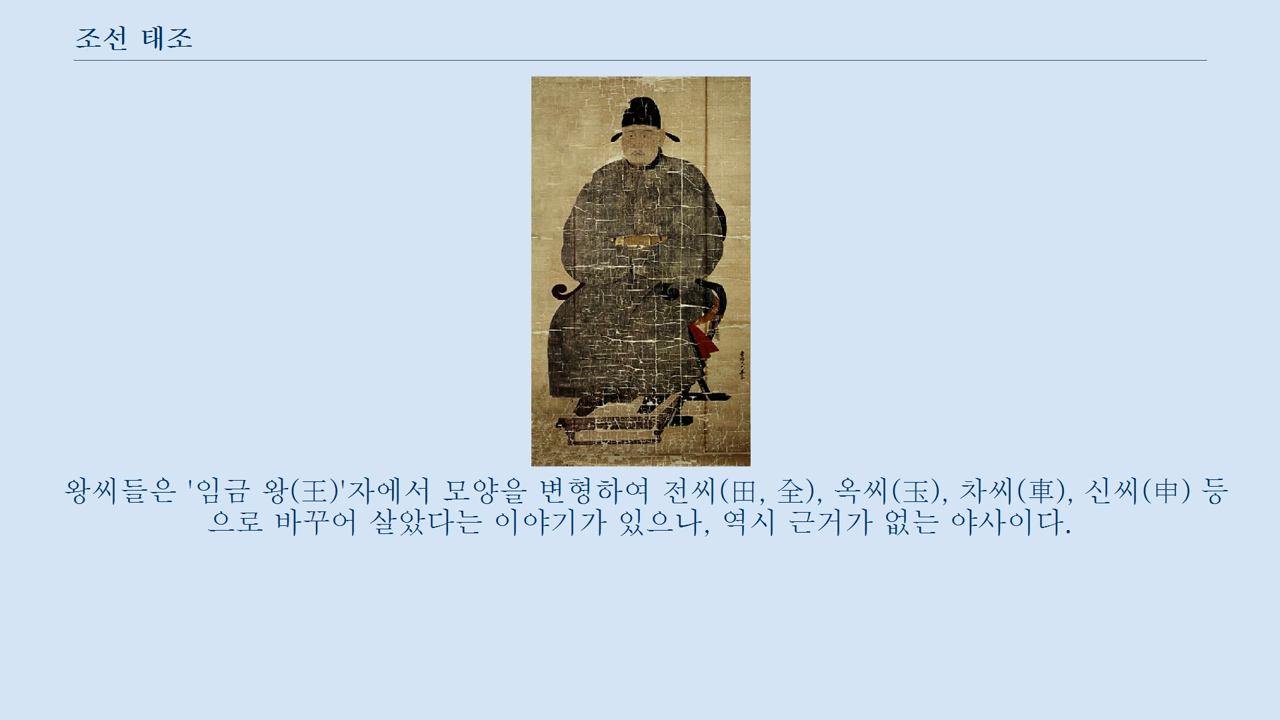 조선 태조
왕씨들은 '임금 왕(王)'자에서 모양을 변형하여 전씨(田, 全), 옥씨(玉), 차씨(車), 신씨(申) 등
으로 바꾸어 살았다는 이야기가 있으나, 역시 근거가 없는 야사이다.